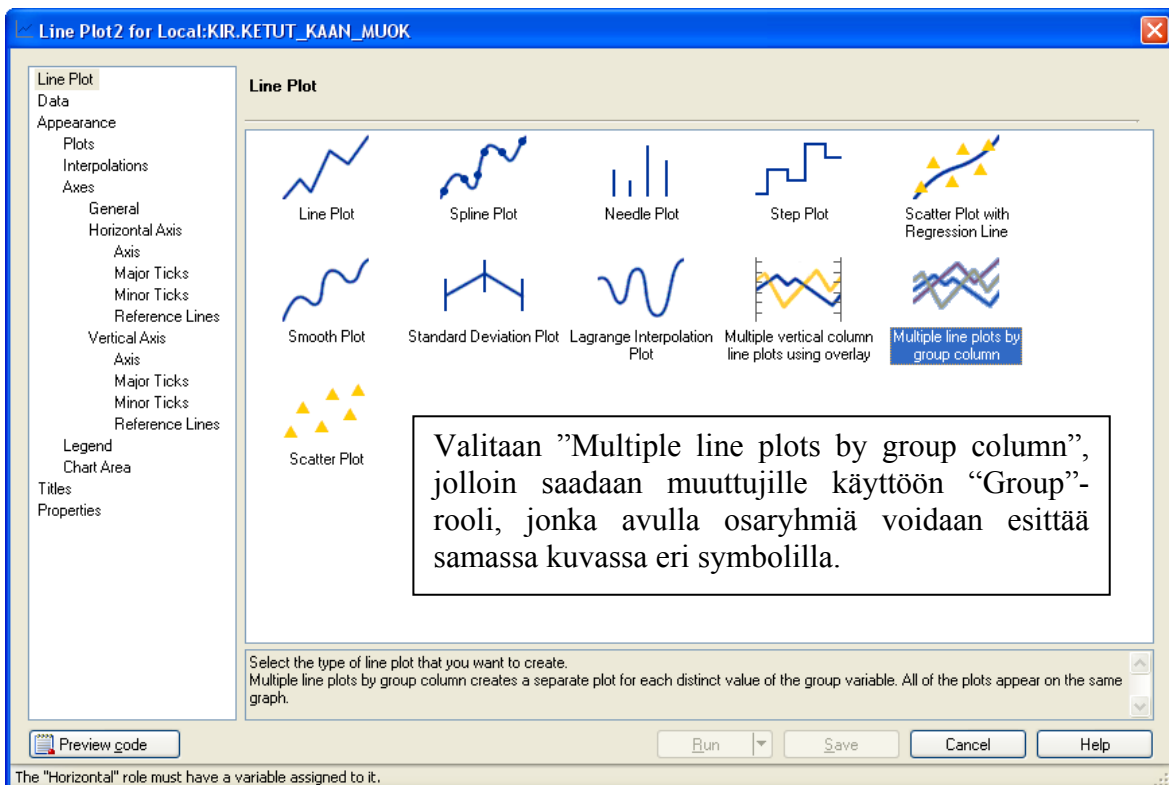 Line Plot2 for Local:KIR.KETUT_KAAN_MUOK
Line Plot
Data
Appearance
Plots
Interpolations
Axes
General
Horizontal Axis
Axis
Major Ticks
Minor Ticks
Reference Lines
Vertical Axis
Axis
Major Ticks
Minor Ticks
Reference Lines
Legend
Chart Area
Titles
Properties
Line Plot
Line Plot
Spline Plot
Needle Plot
Step Plot
Scatter Plot with
Regression Line
Smooth Plot
Standard Deviation Plot
Lagrange Interpolation
Plot
Multiple vertical column
line plots using overlay
Multiple line plots by
group column
Scatter Plot
Valitaan ”Multiple line plots by group column”,
jolloin saadaan muuttujille käyttöön “Group”-
rooli, jonka avulla osaryhmiä voidaan esittää
samassa kuvassa eri symbolilla.
Select the type of line plot that you want to create.
Multiple line plots by group column creates a separate plot for each distinct value of the group variable. All of the plots appear on the same
graph.
Preview code
Run
Save
Cancel
Help
The "Horizontal" role must have a variable assigned to it.